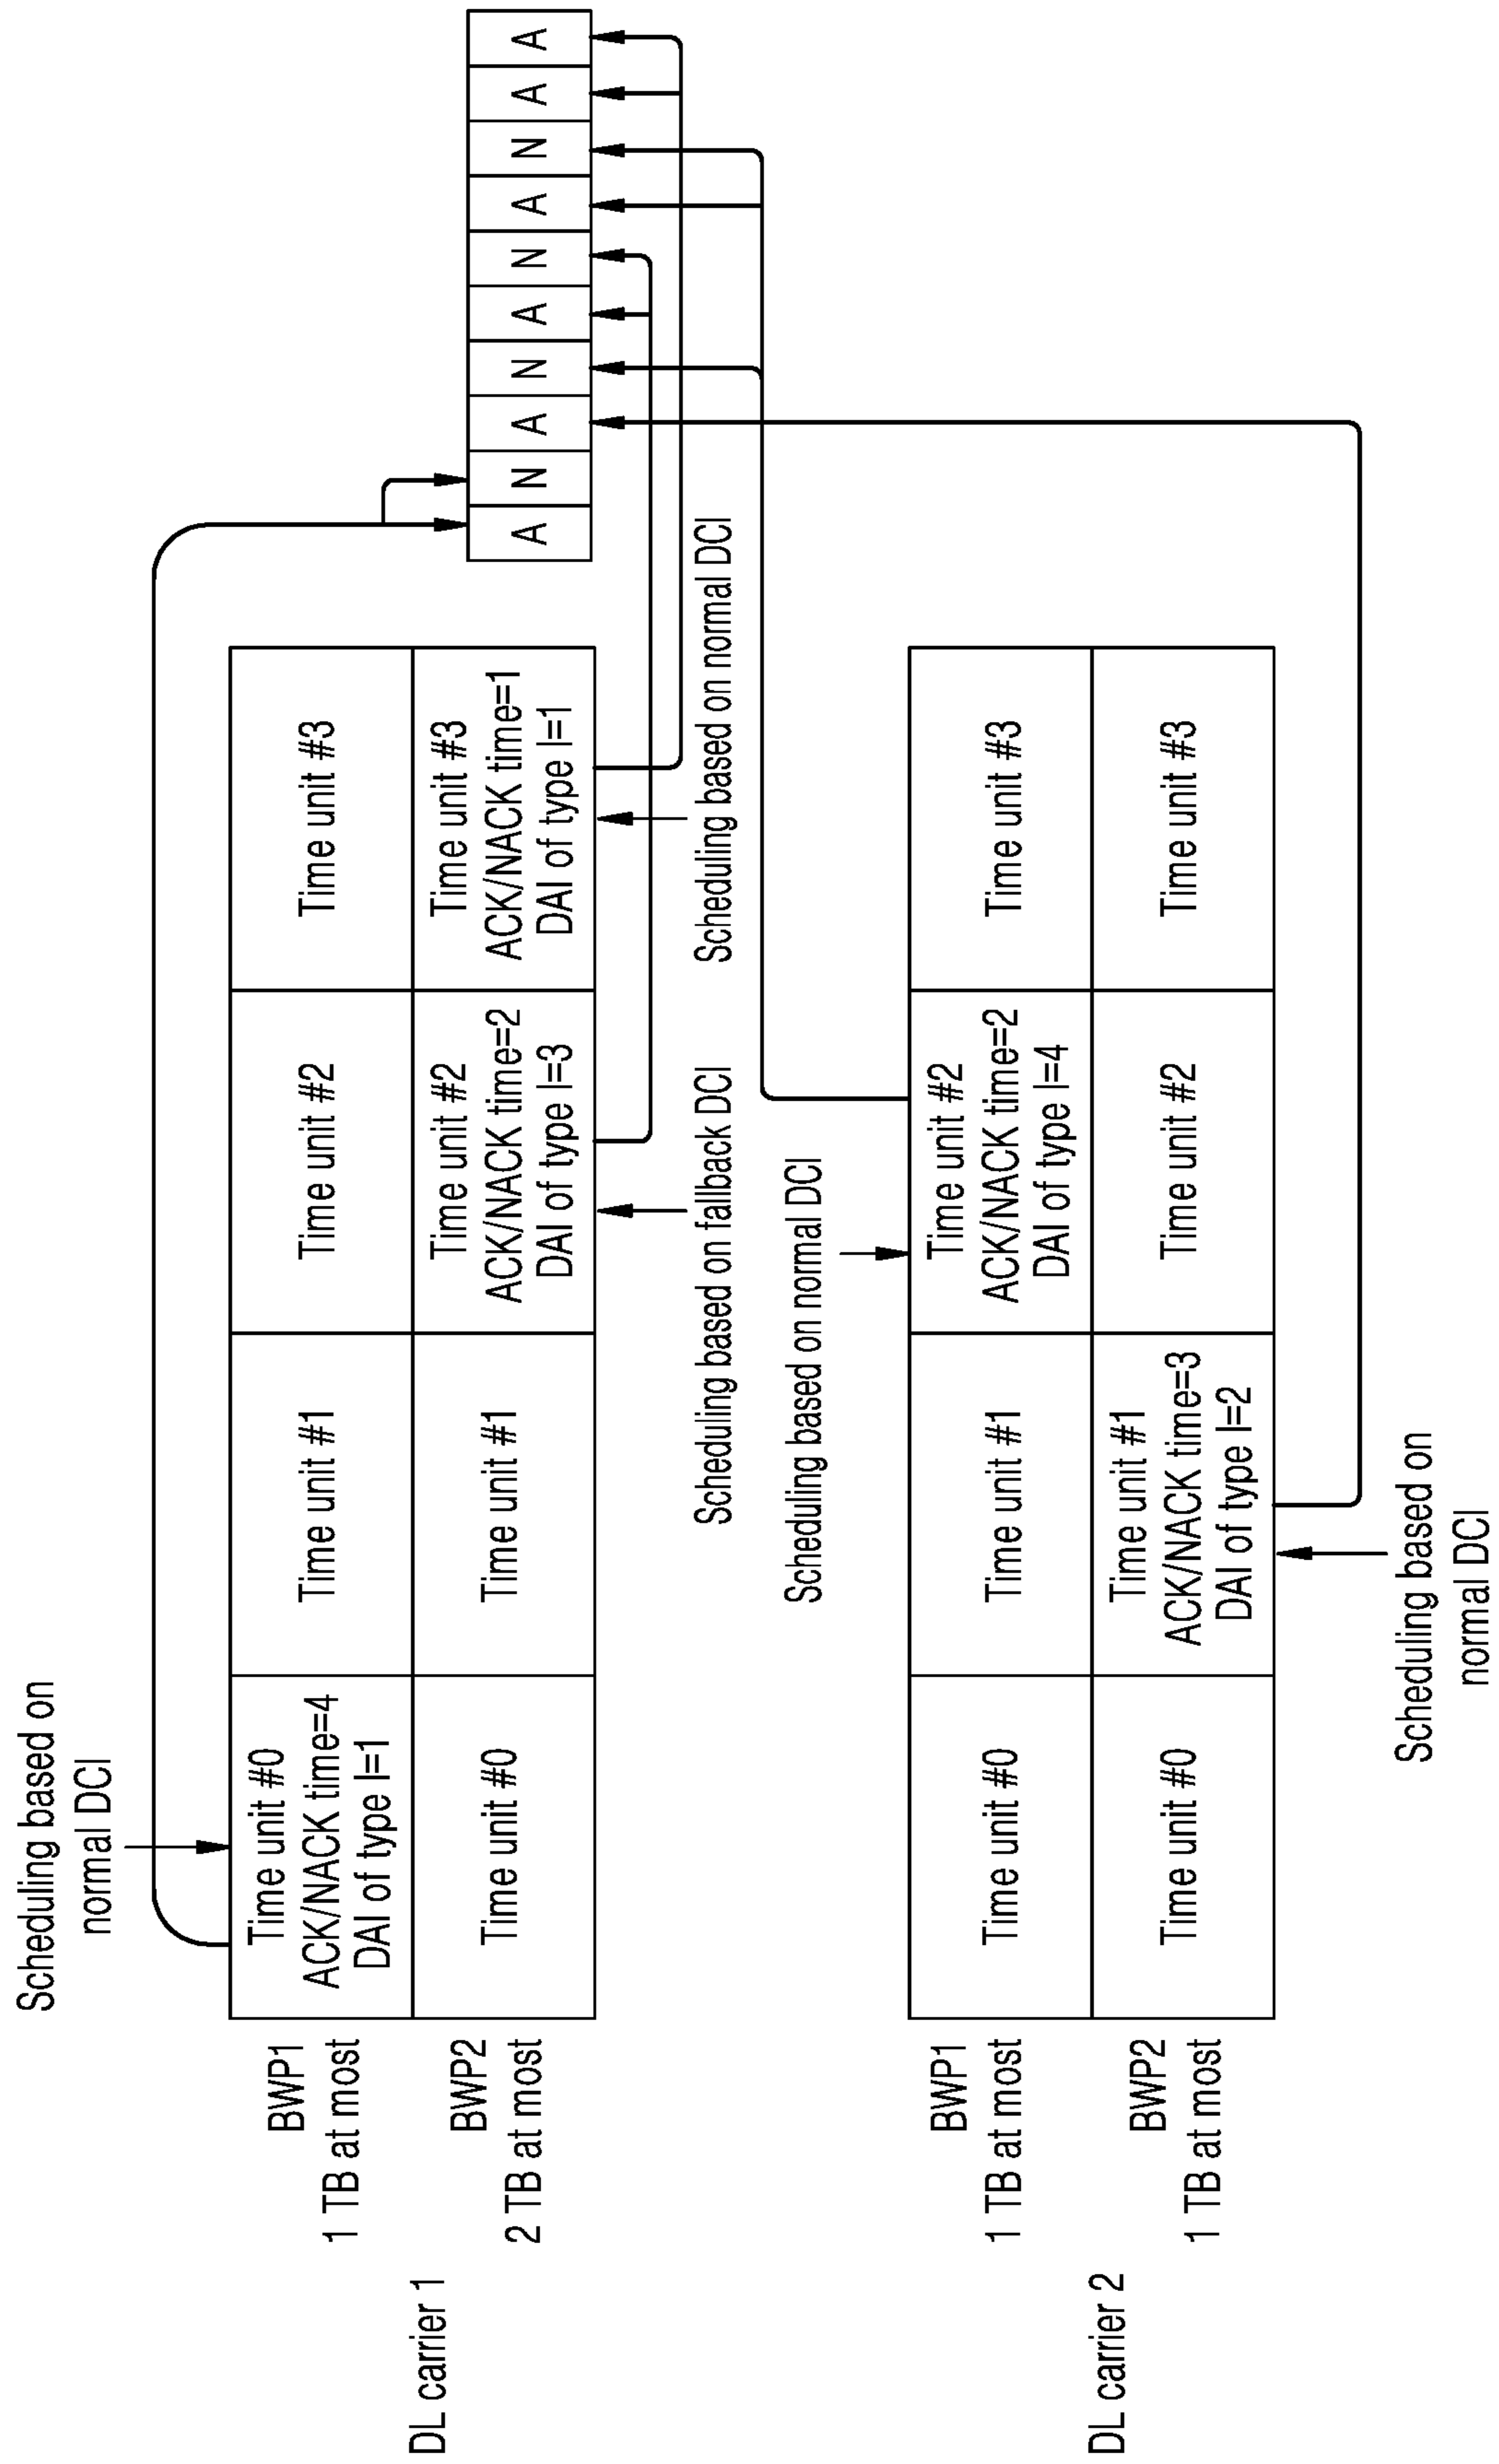 Scheduling based on
normal DCI
DL carrier 1
BWP1
1 TB at most
Time unit #0
ACK/NACK time=4
DAI of type I=1
Time unit #1
Time unit #2
Time unit #3
BWP2
2 TB at most
Time unit #0
Time unit #1
Time unit #2
ACK/NACK time=2
DAI of type I=3
Time unit #3
ACK/NACK time=1
DAI of type I=1
A N A N A N A N A A
Scheduling based on fallback DCI
Scheduling based on normal DCI
Scheduling based on normal DCI
DL carrier 2
BWP1
1 TB at most
Time unit #0
Time unit #1
Time unit #2
ACK/NACK time=2
DAI of type I=4
Time unit #3
BWP2
1 TB at most
Time unit #0
Time unit #1
ACK/NACK time=3
DAI of type I=2
Time unit #2
Time unit #3
Scheduling based on
normal DCI